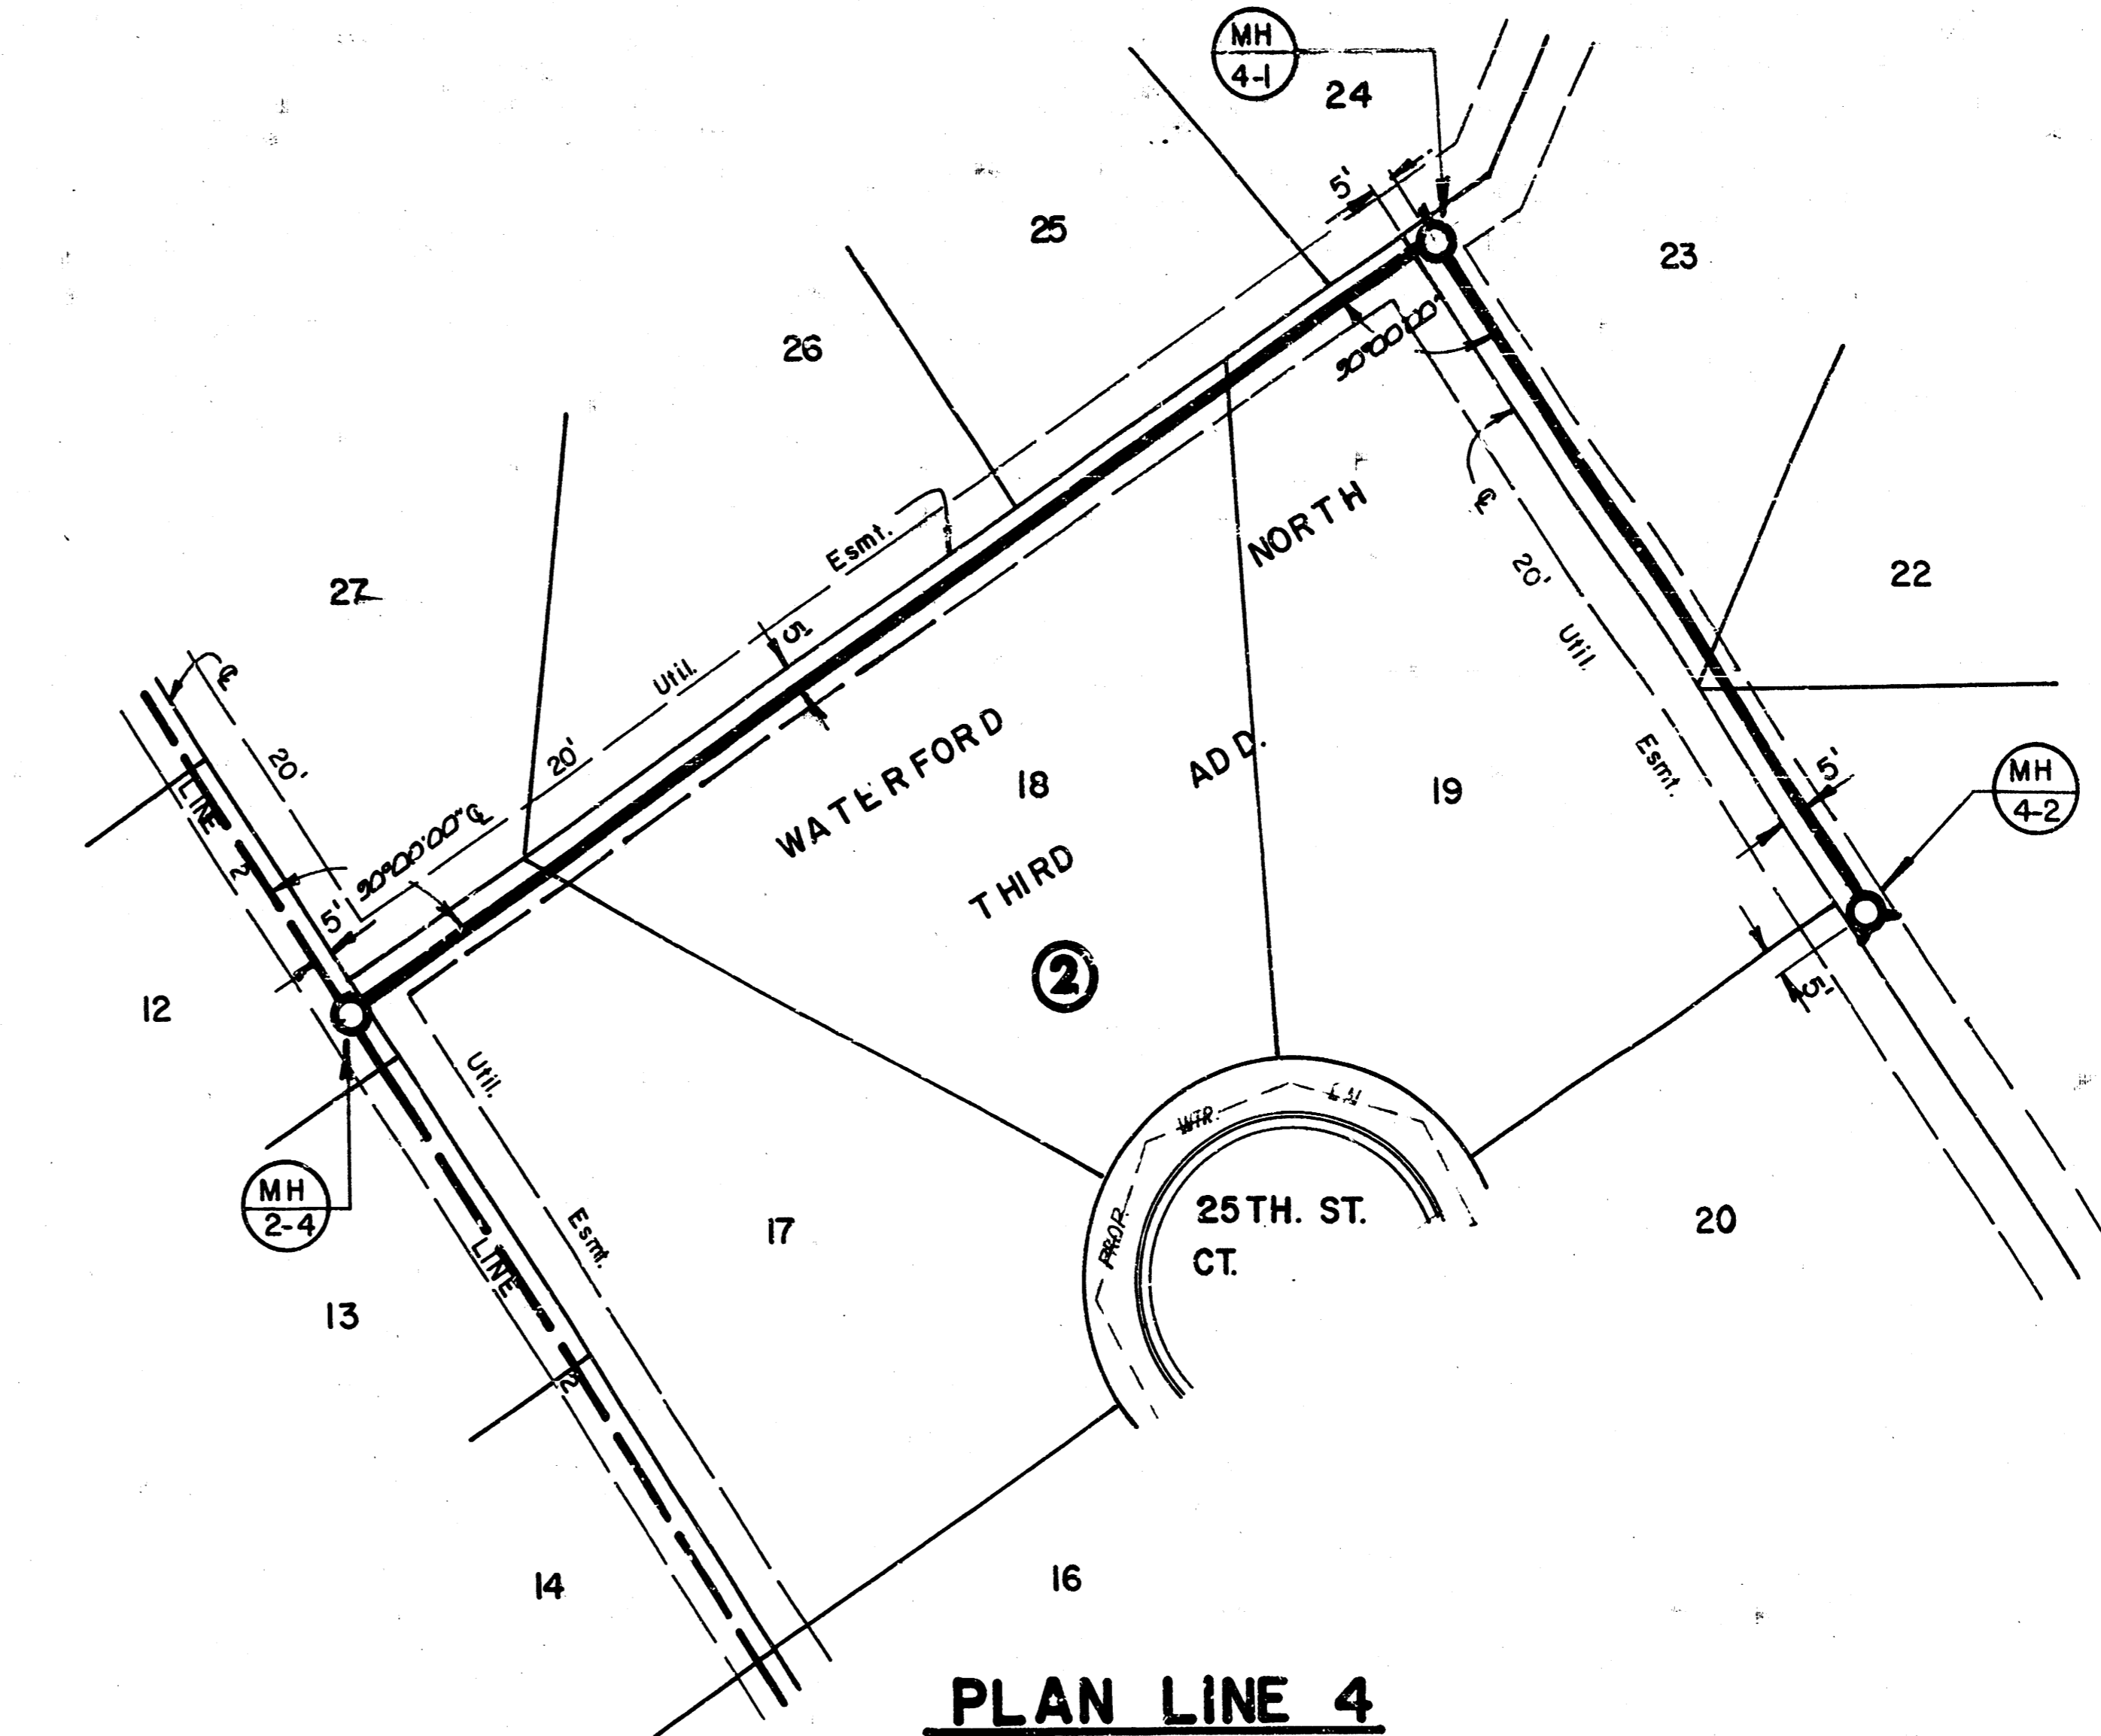 MH
4-1
24
5'
25
23
26
90°00'00"
NORTH
℄
Esmt.
20'
22
27
5'
Util.
Util.
℄
WATERFORD
ADD.
Esmt.
5'
20'
20'
18
19
MH
4-2
LINE
2
90°00'00"
℄
THIRD
5'
2
12
5'
Util.
WTR.
LN
MH
2-4
PROP.
25TH. ST.
CT.
17
Esmt.
20
LINE
2
13
14
16
PLAN LINE 4